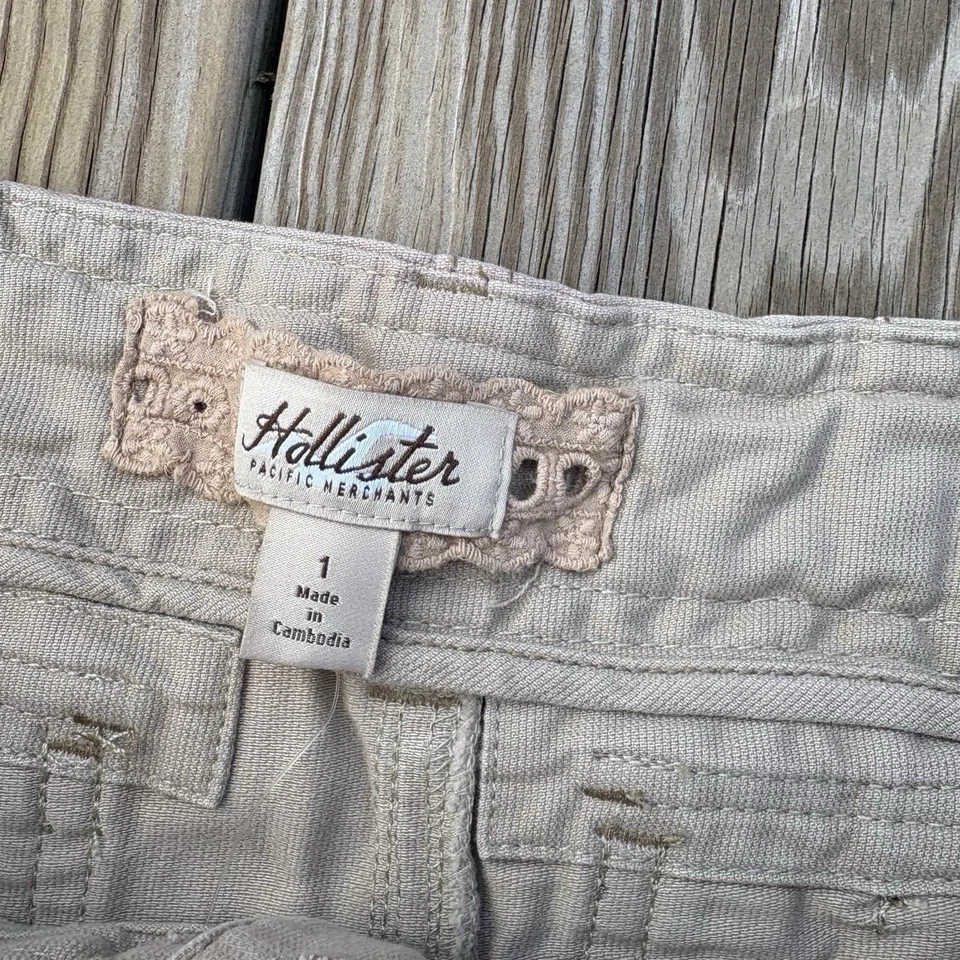 Hollister
PACIFIC MERCHANTS
1
Made
in
Cambodia